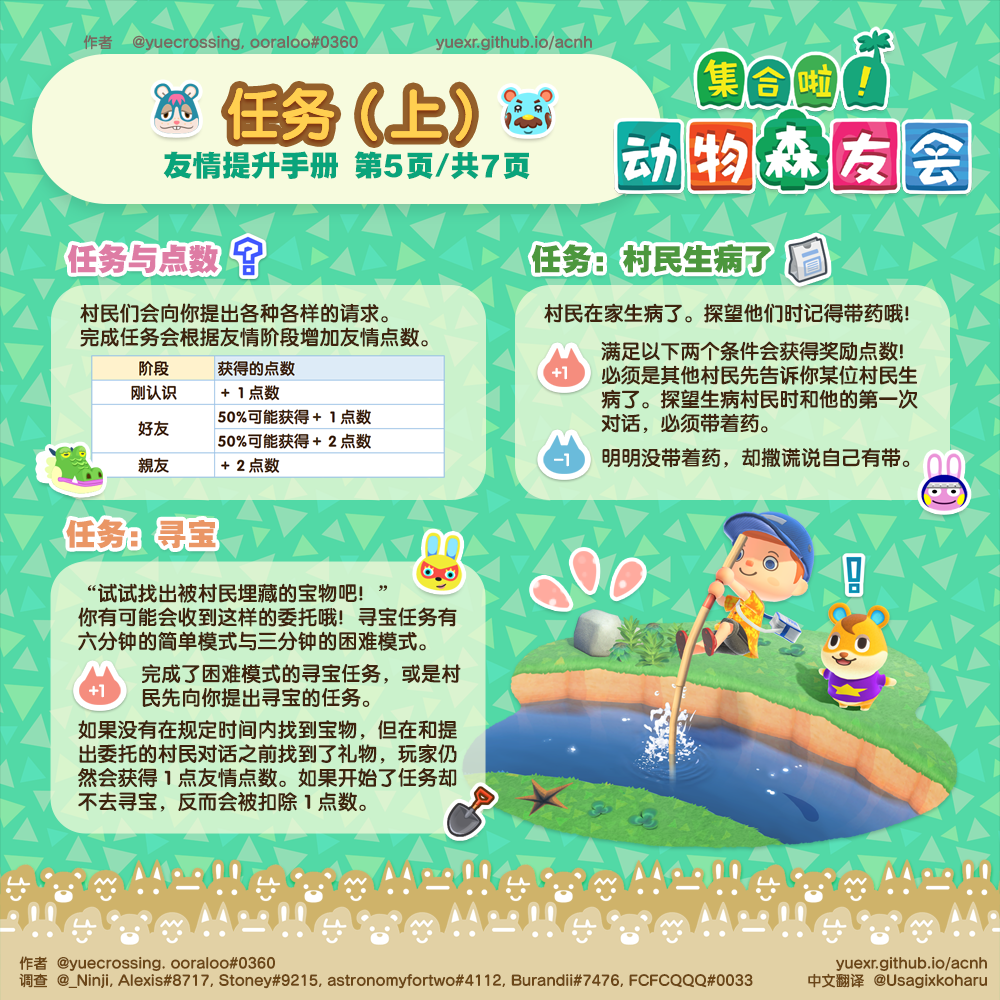 作者 @yuecrossing, ooraloo#0360 yuexr.github.io/acnh
集合啦！
动物森友会
任务（上）
友情提升手册 第5页/共7页
任务与点数
村民们会向你提出各种各样的请求。
完成任务会根据友情阶段增加友情点数。
阶段 获得的点数
刚认识 + 1 点数
好友 50%可能获得 + 1 点数
50%可能获得 + 2 点数
親友 + 2 点数
任务：村民生病了
村民在家生病了。探望他们时记得带药哦!
+1
满足以下两个条件会获得奖励点数!
必须是其他村民先告诉你某位村民生
病了。探望生病村民时和他的第一次
对话，必须带着药。
-1
明明没带着药，却撒谎说自己有带。
任务：寻宝
“试试找出被村民埋藏的宝物吧！”
你有可能会收到这样的委托哦！寻宝任务有
六分钟的简单模式与三分钟的困难模式。
+1
完成了困难模式的寻宝任务，或是村
民先向你提出寻宝的任务。
如果没有在规定时间内找到宝物，但在和提
出委托的村民对话之前找到了礼物，玩家仍
然会获得 1 点友情点数。如果开始了任务却
不去寻宝，反而会被扣除 1 点数。
作者 @yuecrossing. ooraloo#0360
调查 @_Ninji, Alexis#8717, Stoney#9215, astronomyfortwo#4112, Burandii#7476, FCFCQQQ#0033
yuexr.github.io/acnh
中文翻译 @Usagixkoharu